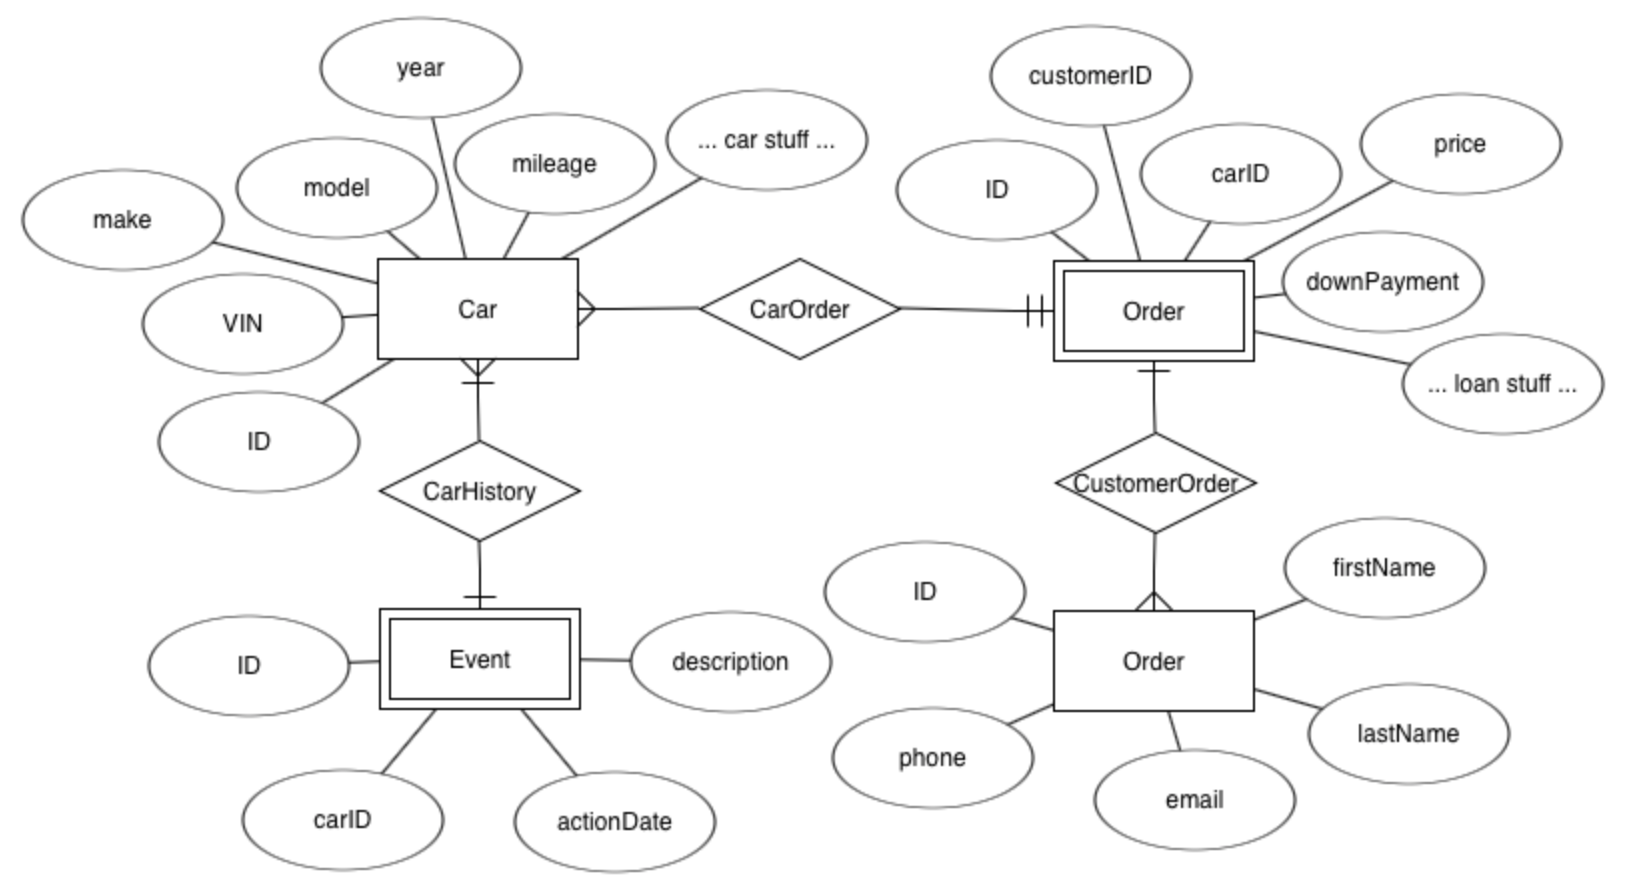 year
customerID
... car stuff ...
price
mileage
carID
model
ID
make
downPayment
Car
CarOrder
Order
VIN
... loan stuff ...
ID
CarHistory
CustomerOrder
firstName
ID
Event
description
Order
ID
lastName
phone
email
carID
actionDate